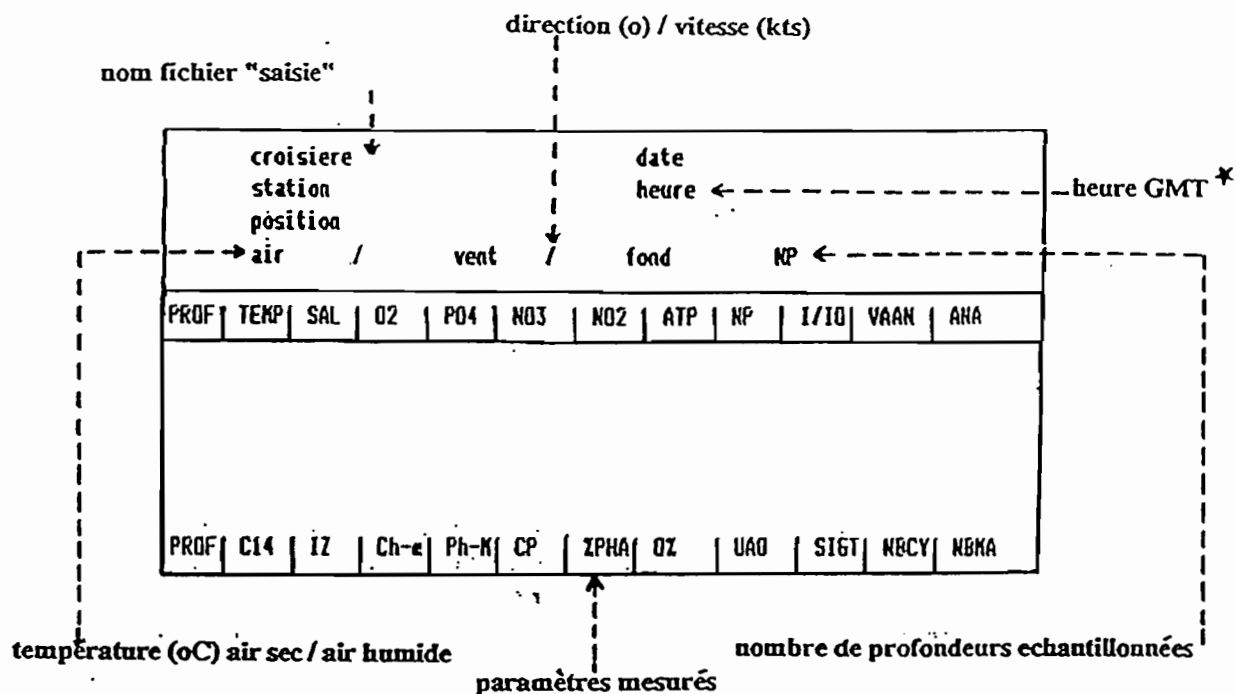 direction (o) / vitesse (kts)
nom fichier "saisie"
croisiere date
station heure heure GMT *
position
air / vent / fond NP
PROF TEMP SAL O2 PO4 NO3 NO2 ATP NP I/IO VAAN ANA
PROF C14 IZ Ch-a Ph-K CP ZPHA OZ UAO SIGT NBCY NBMA
température (oC) air sec / air humide nombre de profondeurs echantillonnées
paramètres mesurés